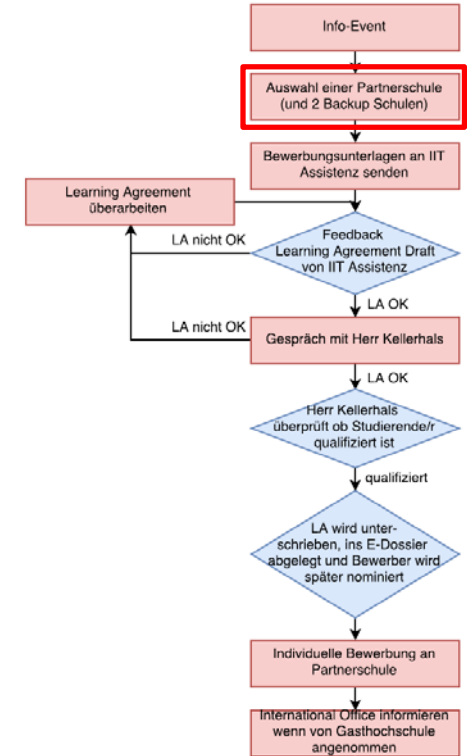 Info-Event
Auswahl einer Partnerschule
(und 2 Backup Schulen)
Bewerbungsunterlagen an IIT
Assistenz senden
Learning Agreement
überarbeiten
LA nicht OK
Feedback
Learning Agreement Draft
von IIT Assistenz
LA OK
LA nicht OK
Gespräch mit Herr Kellerhals
LA OK
Herr Kellerhals
überprüft ob Studierende/r
qualifiziert ist
qualifiziert
LA wird unter-
schrieben, ins E-Dossier
abgelegt und Bewerber wird
später nominiert
Individuelle Bewerbung an
Partnerschule
International Office informieren
wenn von Gasthochschule
angenommen